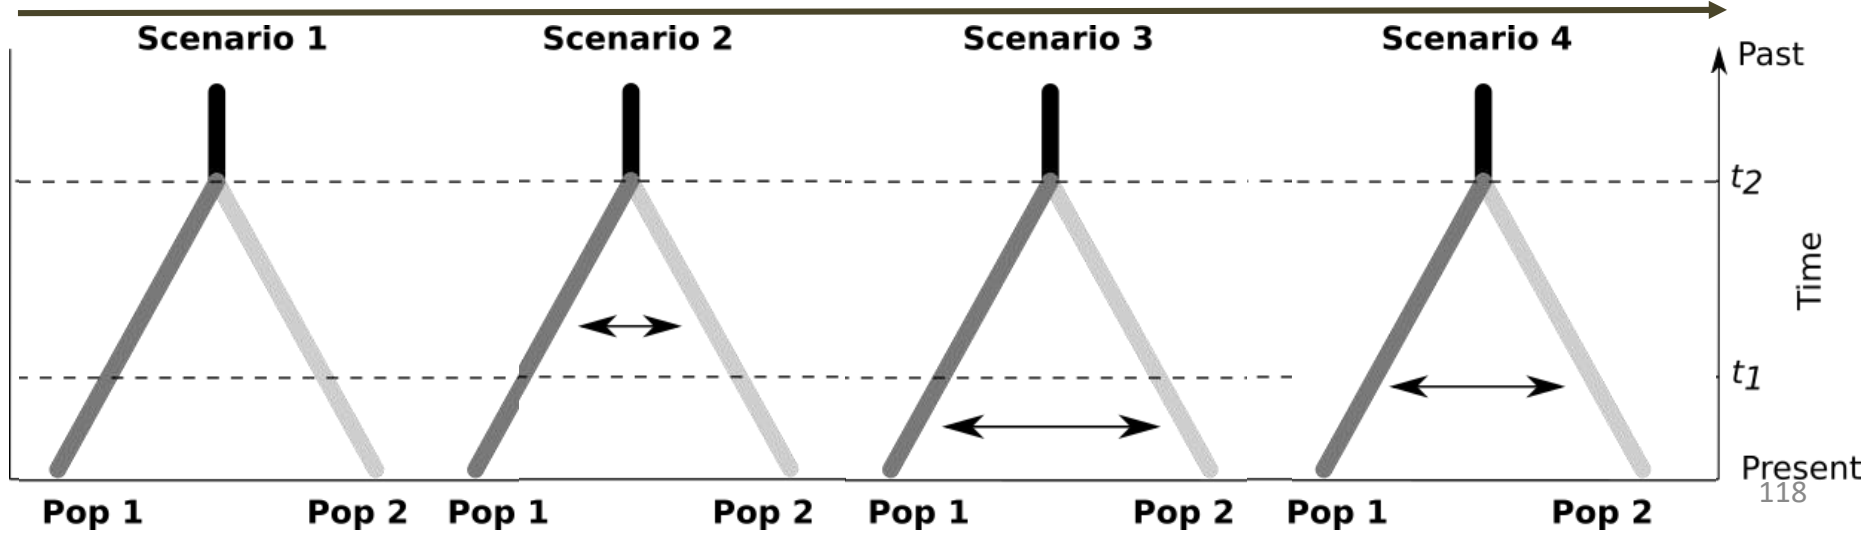 Scenario 1
Scenario 2
Scenario 3
Scenario 4
Past
t2
Time
t1
Present
118
Pop 1
Pop 2
Pop 1
Pop 2
Pop 1
Pop 2
Pop 1
Pop 2